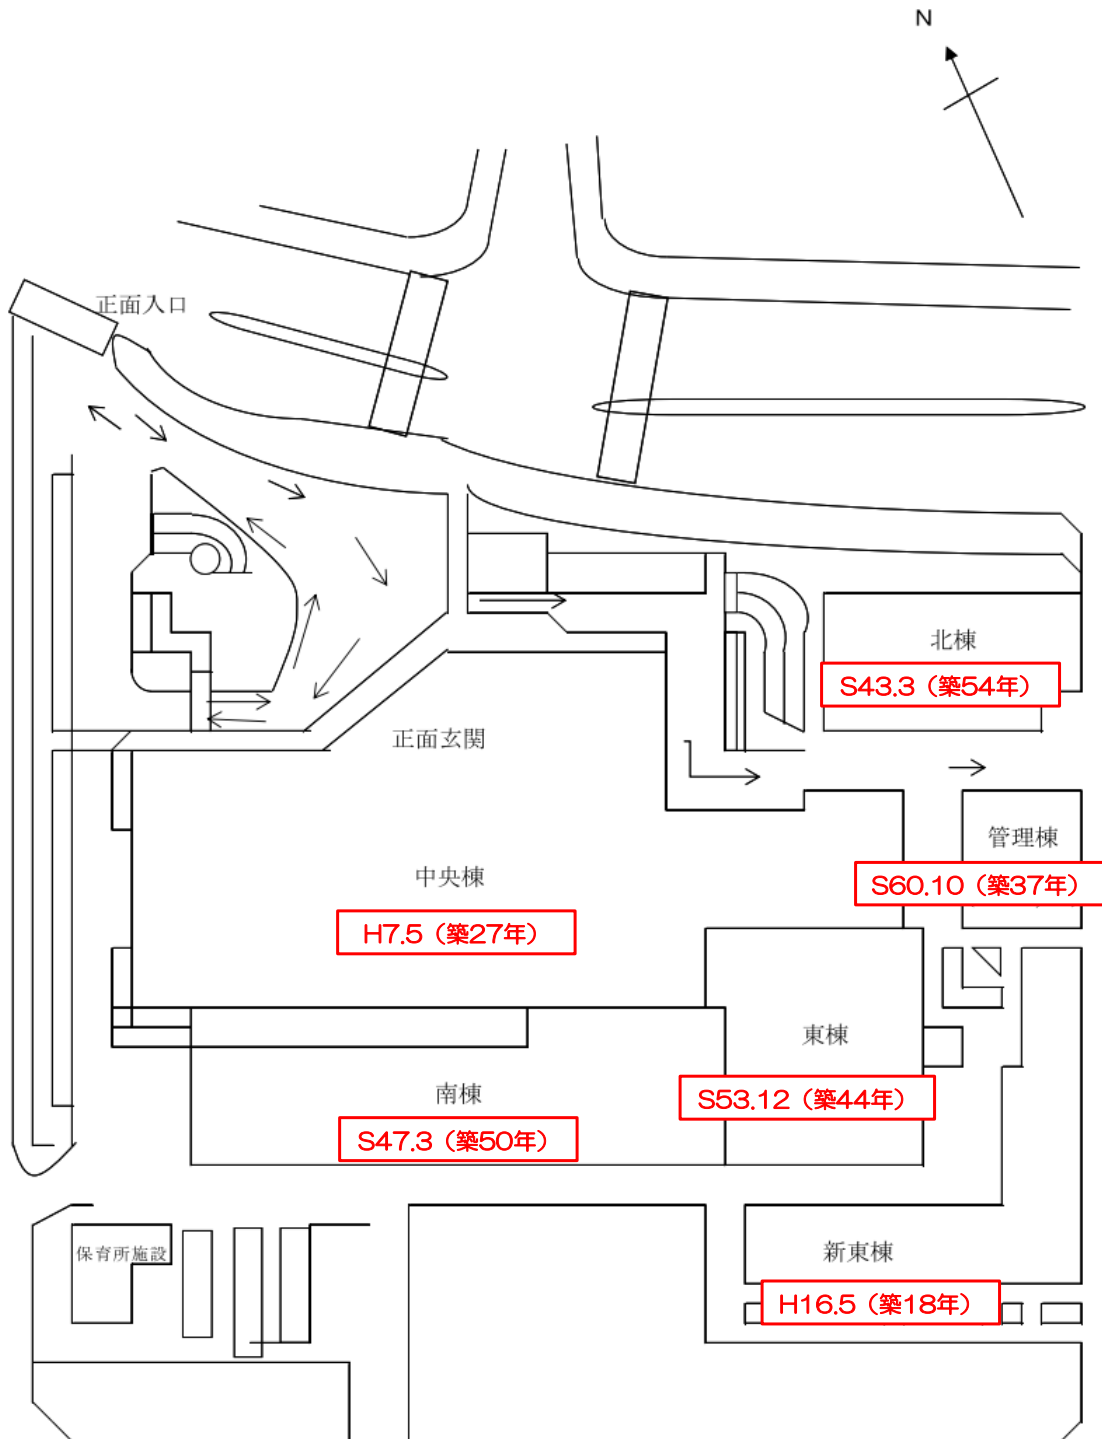 N
正面入口
北棟
S43.3（築54年）
正面玄関
管理棟
S60.10（築37年）
中央棟
H7.5（築27年）
東棟
S53.12（築44年）
南棟
S47.3（築50年）
保育所施設
新東棟
H16.5（築18年）